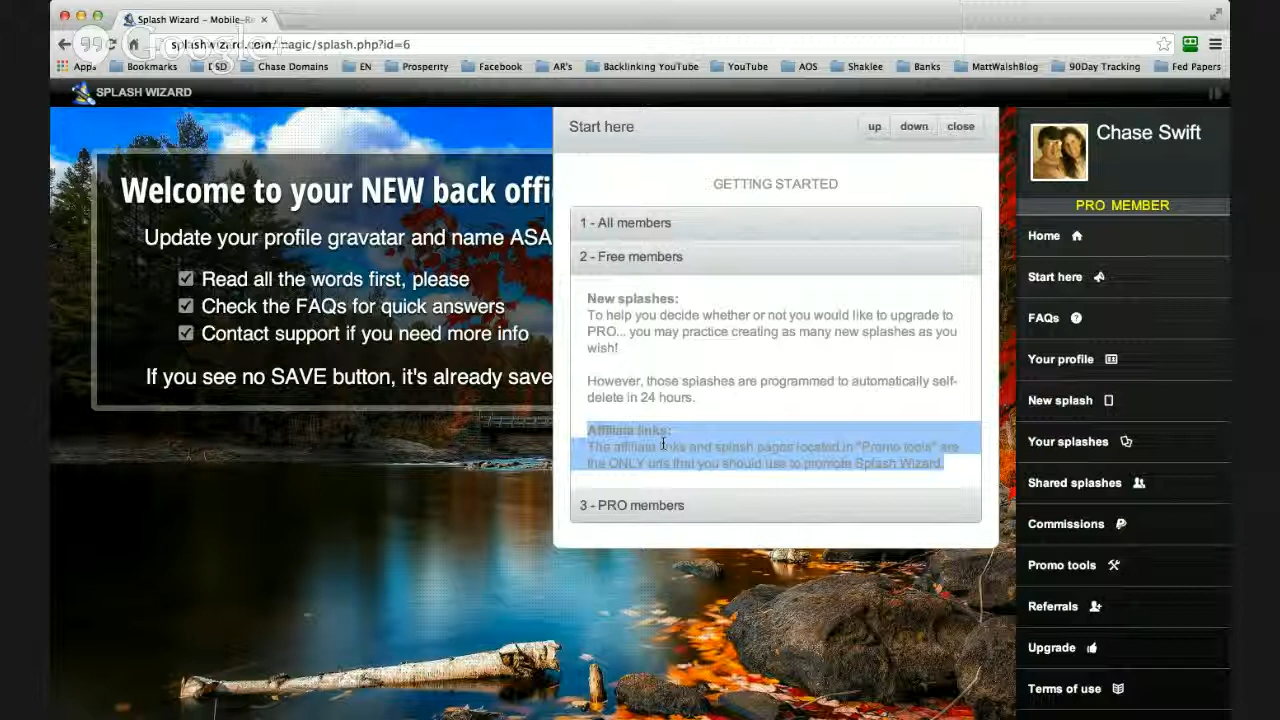 Splash Wizard - Mobile-R
Google+
splashwizard.com/magic/splash.php?id=6
Apps Bookmarks DSD Chase Domains EN Prosperity Facebook AR's Backlinking YouTube YouTube AOS Shaklee Banks MattWalshBlog 90Day Tracking Fed Papers
SPLASH WIZARD
Welcome to your NEW back offi
Update your profile gravatar and name ASA
Read all the words first, please
Check the FAQs for quick answers
Contact support if you need more info
If you see no SAVE button, it's already save
Start here up down close
GETTING STARTED
1 - All members
2 - Free members
New splashes:
To help you decide whether or not you would like to upgrade to
PRO... you may practice creating as many new splashes as you
wish!
However, those splashes are programmed to automatically self-
delete in 24 hours.
Affiliate links:
The affiliate links and splash pages located in "Promo tools" are
the ONLY urls that you should use to promote Splash Wizard.
3 - PRO members
Chase Swift
PRO MEMBER
Home
Start here
FAQs
Your profile
New splash
Your splashes
Shared splashes
Commissions
Promo tools
Referrals
Upgrade
Terms of use